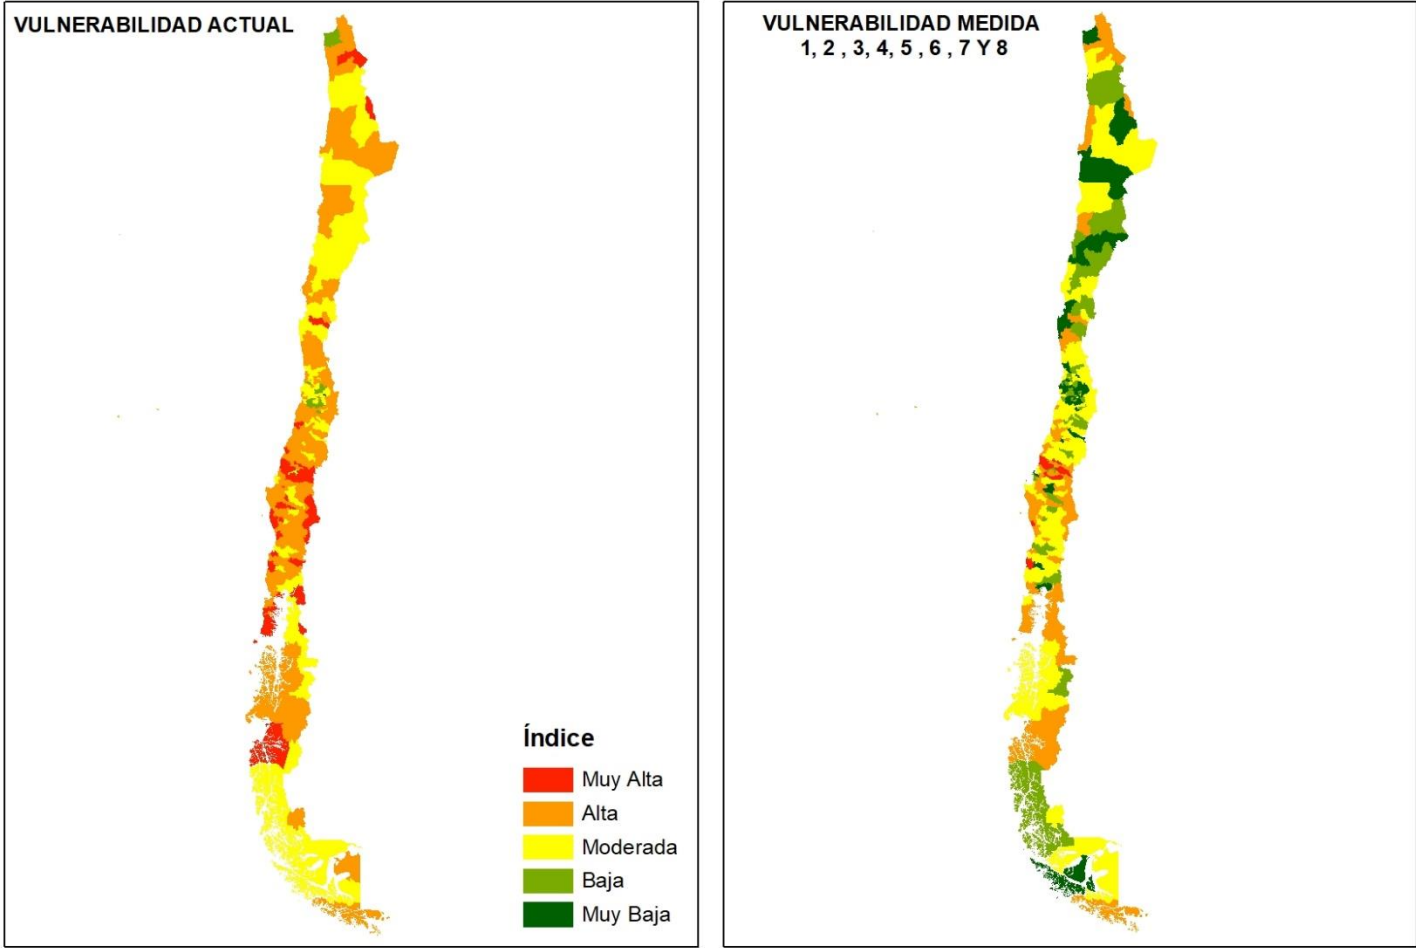 VULNERABILIDAD ACTUAL
VULNERABILIDAD MEDIDA
1, 2 , 3, 4, 5 , 6 , 7 Y 8
Índice
Muy Alta
Alta
Moderada
Baja
Muy Baja